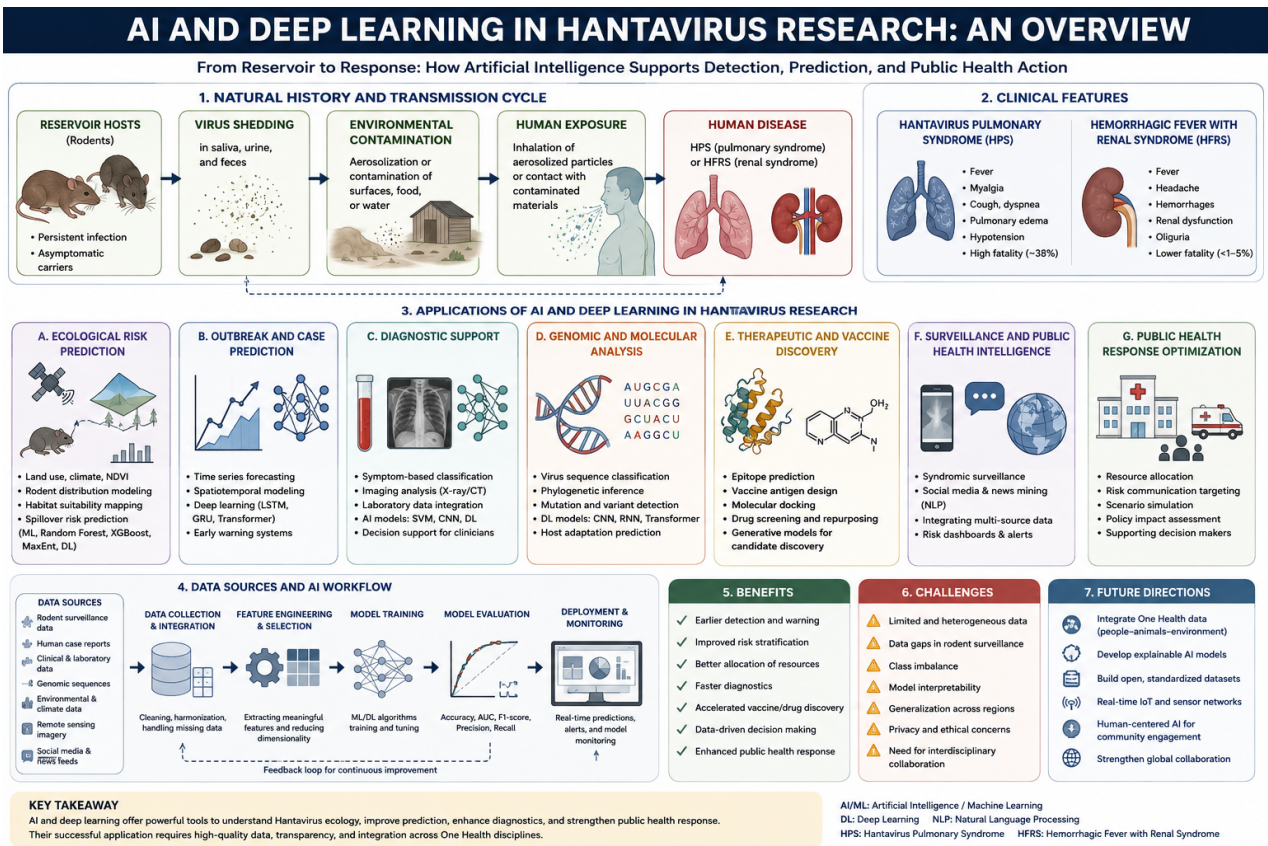 AI AND DEEP LEARNING IN HANTAVIRUS RESEARCH: AN OVERVIEW
From Reservoir to Response: How Artificial Intelligence Supports Detection, Prediction, and Public Health Action
1. NATURAL HISTORY AND TRANSMISSION CYCLE
RESERVOIR HOSTS
(Rodents)
• Persistent infection
• Asymptomatic
carriers
VIRUS SHEDDING
in saliva, urine,
and feces
ENVIRONMENTAL
CONTAMINATION
Aerosolization or
contamination of
surfaces, food,
or water
HUMAN EXPOSURE
Inhalation of
aerosolized particles
or contact with
contaminated
materials
HUMAN DISEASE
HPS (pulmonary syndrome)
or HFRS (renal syndrome)
2. CLINICAL FEATURES
HANTAVIRUS PULMONARY
SYNDROME (HPS)
• Fever
• Myalgia
• Cough, dyspnea
• Pulmonary edema
• Hypotension
• High fatality (~38%)
HEMORRHAGIC FEVER WITH
RENAL SYNDROME (HFRS)
• Fever
• Headache
• Hemorrhages
• Renal dysfunction
• Oliguria
• Lower fatality (<1–5%)
3. APPLICATIONS OF AI AND DEEP LEARNING IN HANTAVIRUS RESEARCH
A. ECOLOGICAL RISK
PREDICTION
• Land use, climate, NDVI
• Rodent distribution modeling
• Habitat suitability mapping
• Spillover risk prediction
(ML, Random Forest, XGBoost,
MaxEnt, DL)
B. OUTBREAK AND CASE
PREDICTION
• Time series forecasting
• Spatiotemporal modeling
• Deep learning (LSTM,
GRU, Transformer)
• Early warning systems
C. DIAGNOSTIC SUPPORT
• Symptom-based classification
• Imaging analysis (X-ray/CT)
• Laboratory data integration
• AI models: SVM, CNN, DL
• Decision support for clinicians
D. GENOMIC AND MOLECULAR
ANALYSIS
AUGCGA
UUACGG
GCUACU
AAGGCU
• Virus sequence classification
• Phylogenetic inference
• Mutation and variant detection
• DL models: CNN, RNN, Transformer
• Host adaptation prediction
E. THERAPEUTIC AND VACCINE
DISCOVERY
N
OH₂
N
N
I
• Epitope prediction
• Vaccine antigen design
• Molecular docking
• Drug screening and repurposing
• Generative models for
candidate discovery
F. SURVEILLANCE AND PUBLIC
HEALTH INTELLIGENCE
• Syndromic surveillance
• Social media & news mining
(NLP)
• Integrating multi-source data
• Risk dashboards & alerts
G. PUBLIC HEALTH
RESPONSE OPTIMIZATION
• Resource allocation
• Risk communication targeting
• Scenario simulation
• Policy impact assessment
• Supporting decision makers
4. DATA SOURCES AND AI WORKFLOW
DATA SOURCES
Rodent surveillance
data
Human case reports
Clinical & laboratory
data
Genomic sequences
Environmental &
climate data
Remote sensing
imagery
Social media &
news feeds
DATA COLLECTION
& INTEGRATION
Cleaning, harmonization,
handling missing data
FEATURE ENGINEERING
& SELECTION
Extracting meaningful
features and reducing
dimensionality
MODEL TRAINING
ML/DL algorithms
training and tuning
MODEL EVALUATION
Accuracy, AUC, F1-score,
Precision, Recall
DEPLOYMENT &
MONITORING
Real-time predictions,
alerts, and model
monitoring
Feedback loop for continuous improvement
5. BENEFITS
✓ Earlier detection and warning
✓ Improved risk stratification
✓ Better allocation of resources
✓ Faster diagnostics
✓ Accelerated vaccine/drug discovery
✓ Data-driven decision making
✓ Enhanced public health response
6. CHALLENGES
Limited and heterogeneous data
Data gaps in rodent surveillance
Class imbalance
Model interpretability
Generalization across regions
Privacy and ethical concerns
Need for interdisciplinary
collaboration
7. FUTURE DIRECTIONS
Integrate One Health data
(people–animals–environment)
Develop explainable AI models
Build open, standardized datasets
Real-time IoT and sensor networks
Human-centered AI for
community engagement
Strengthen global collaboration
KEY TAKEAWAY
AI and deep learning offer powerful tools to understand Hantavirus ecology, improve prediction, enhance diagnostics, and strengthen public health response.
Their successful application requires high-quality data, transparency, and integration across One Health disciplines.
AI/ML: Artificial Intelligence / Machine Learning
DL: Deep Learning NLP: Natural Language Processing
HPS: Hantavirus Pulmonary Syndrome HFRS: Hemorrhagic Fever with Renal Syndrome